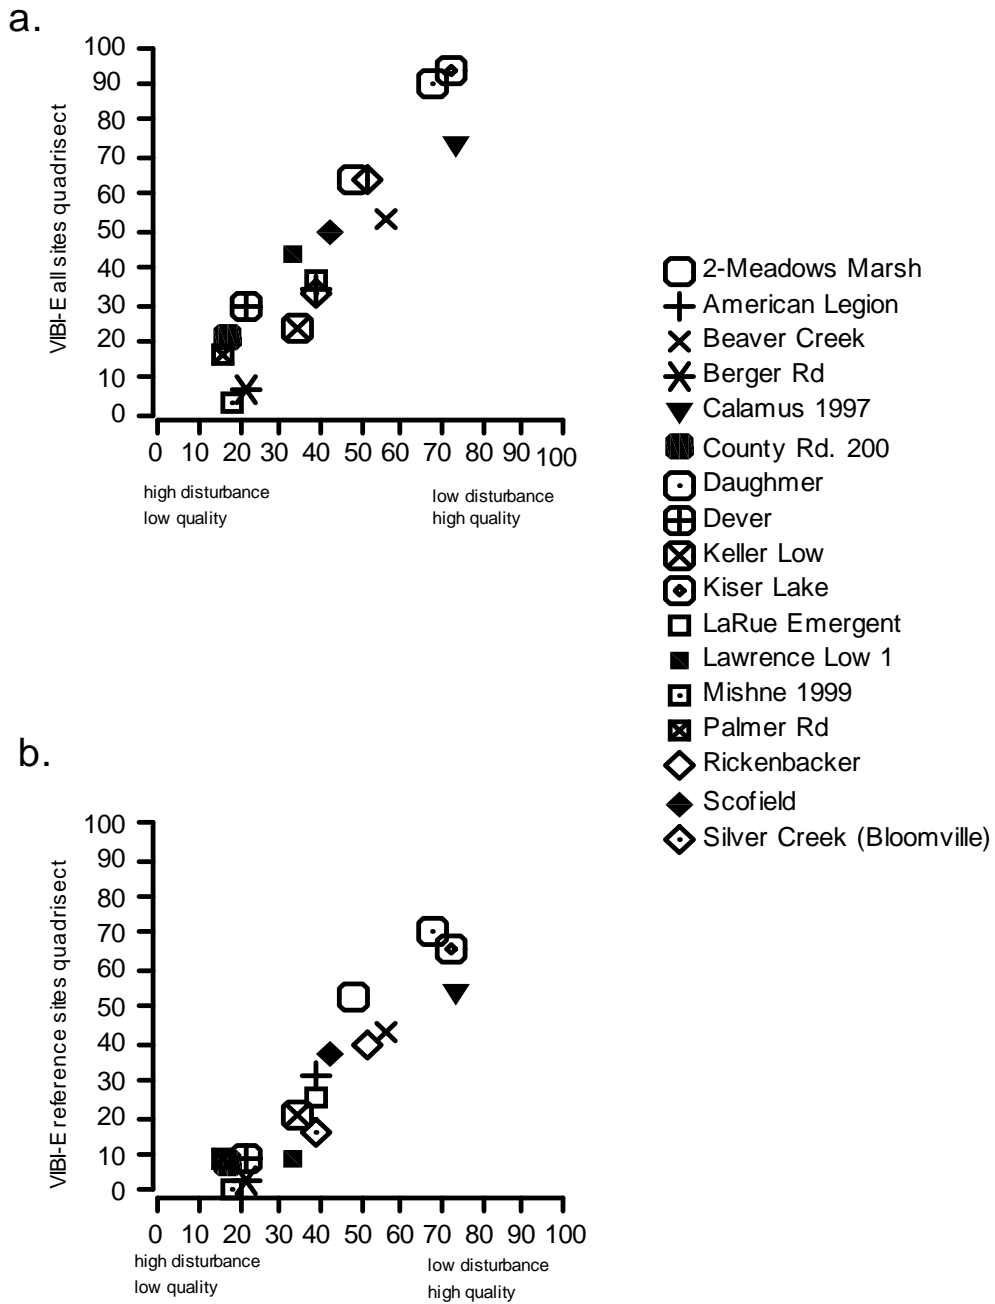 a.
VIBI-E all sites quadrisect
100
90
80
70
60
50
40
30
20
10
0
0 10 20 30 40 50 60 70 80 90 100
high disturbance
low quality
low disturbance
high quality
2-Meadows Marsh
American Legion
Beaver Creek
Berger Rd
Calamus 1997
County Rd. 200
Daughmer
Dever
Keller Low
Kiser Lake
LaRue Emergent
Lawrence Low 1
Mishne 1999
Palmer Rd
Rickenbacker
Scofield
Silver Creek (Bloomville)
b.
VIBI-E reference sites quadrisect
100
90
80
70
60
50
40
30
20
10
0
0 10 20 30 40 50 60 70 80 90 100
high disturbance
low quality
low disturbance
high quality